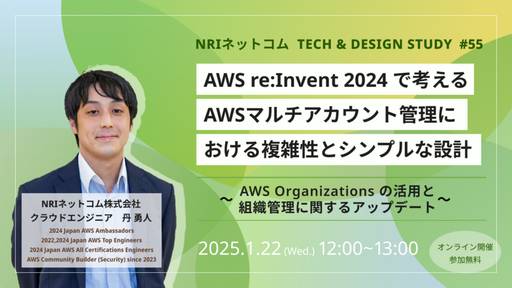 NRIネットコム TECH & DESIGN STUDY #55
AWS re:Invent 2024 で考える
AWSマルチアカウント管理に
おける複雑性とシンプルな設計
～ AWS Organizations の活用と
組織管理に関するアップデート～
NRIネットコム株式会社
クラウドエンジニア 丹 勇人
2024 Japan AWS Ambassadors
2022,2024 Japan AWS Top Engineers
2024 Japan AWS All Certifications Engineers
AWS Community Builder (Security) since 2023
2025.1.22 (Wed.) 12:00~13:00
オンライン開催
参加無料